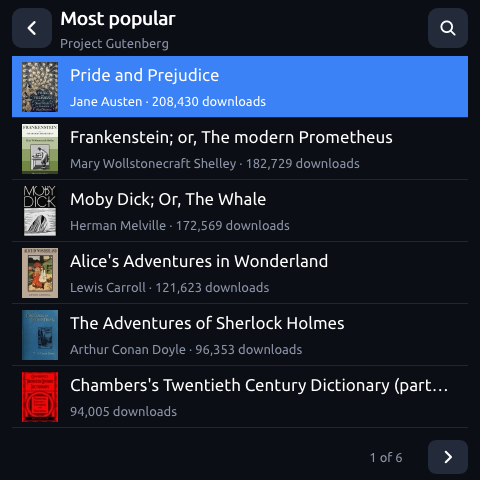 Most popular
Project Gutenberg
Pride and Prejudice
Jane Austen · 208,430 downloads
Frankenstein; or, The modern Prometheus
Mary Wollstonecraft Shelley · 182,729 downloads
FRANKENSTEIN
Moby Dick; Or, The Whale
Herman Melville · 172,569 downloads
MOBY
DICK
Alice's Adventures in Wonderland
Lewis Carroll · 121,623 downloads
The Adventures of Sherlock Holmes
Arthur Conan Doyle · 96,353 downloads
Chambers's Twentieth Century Dictionary (part…
94,005 downloads
1 of 6